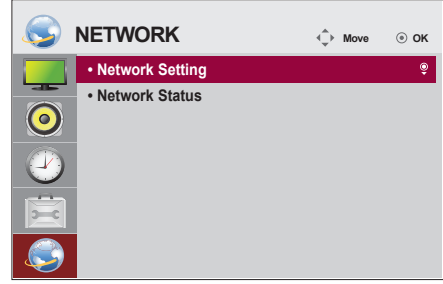 NETWORK
Move
OK
• Network Setting
• Network Status